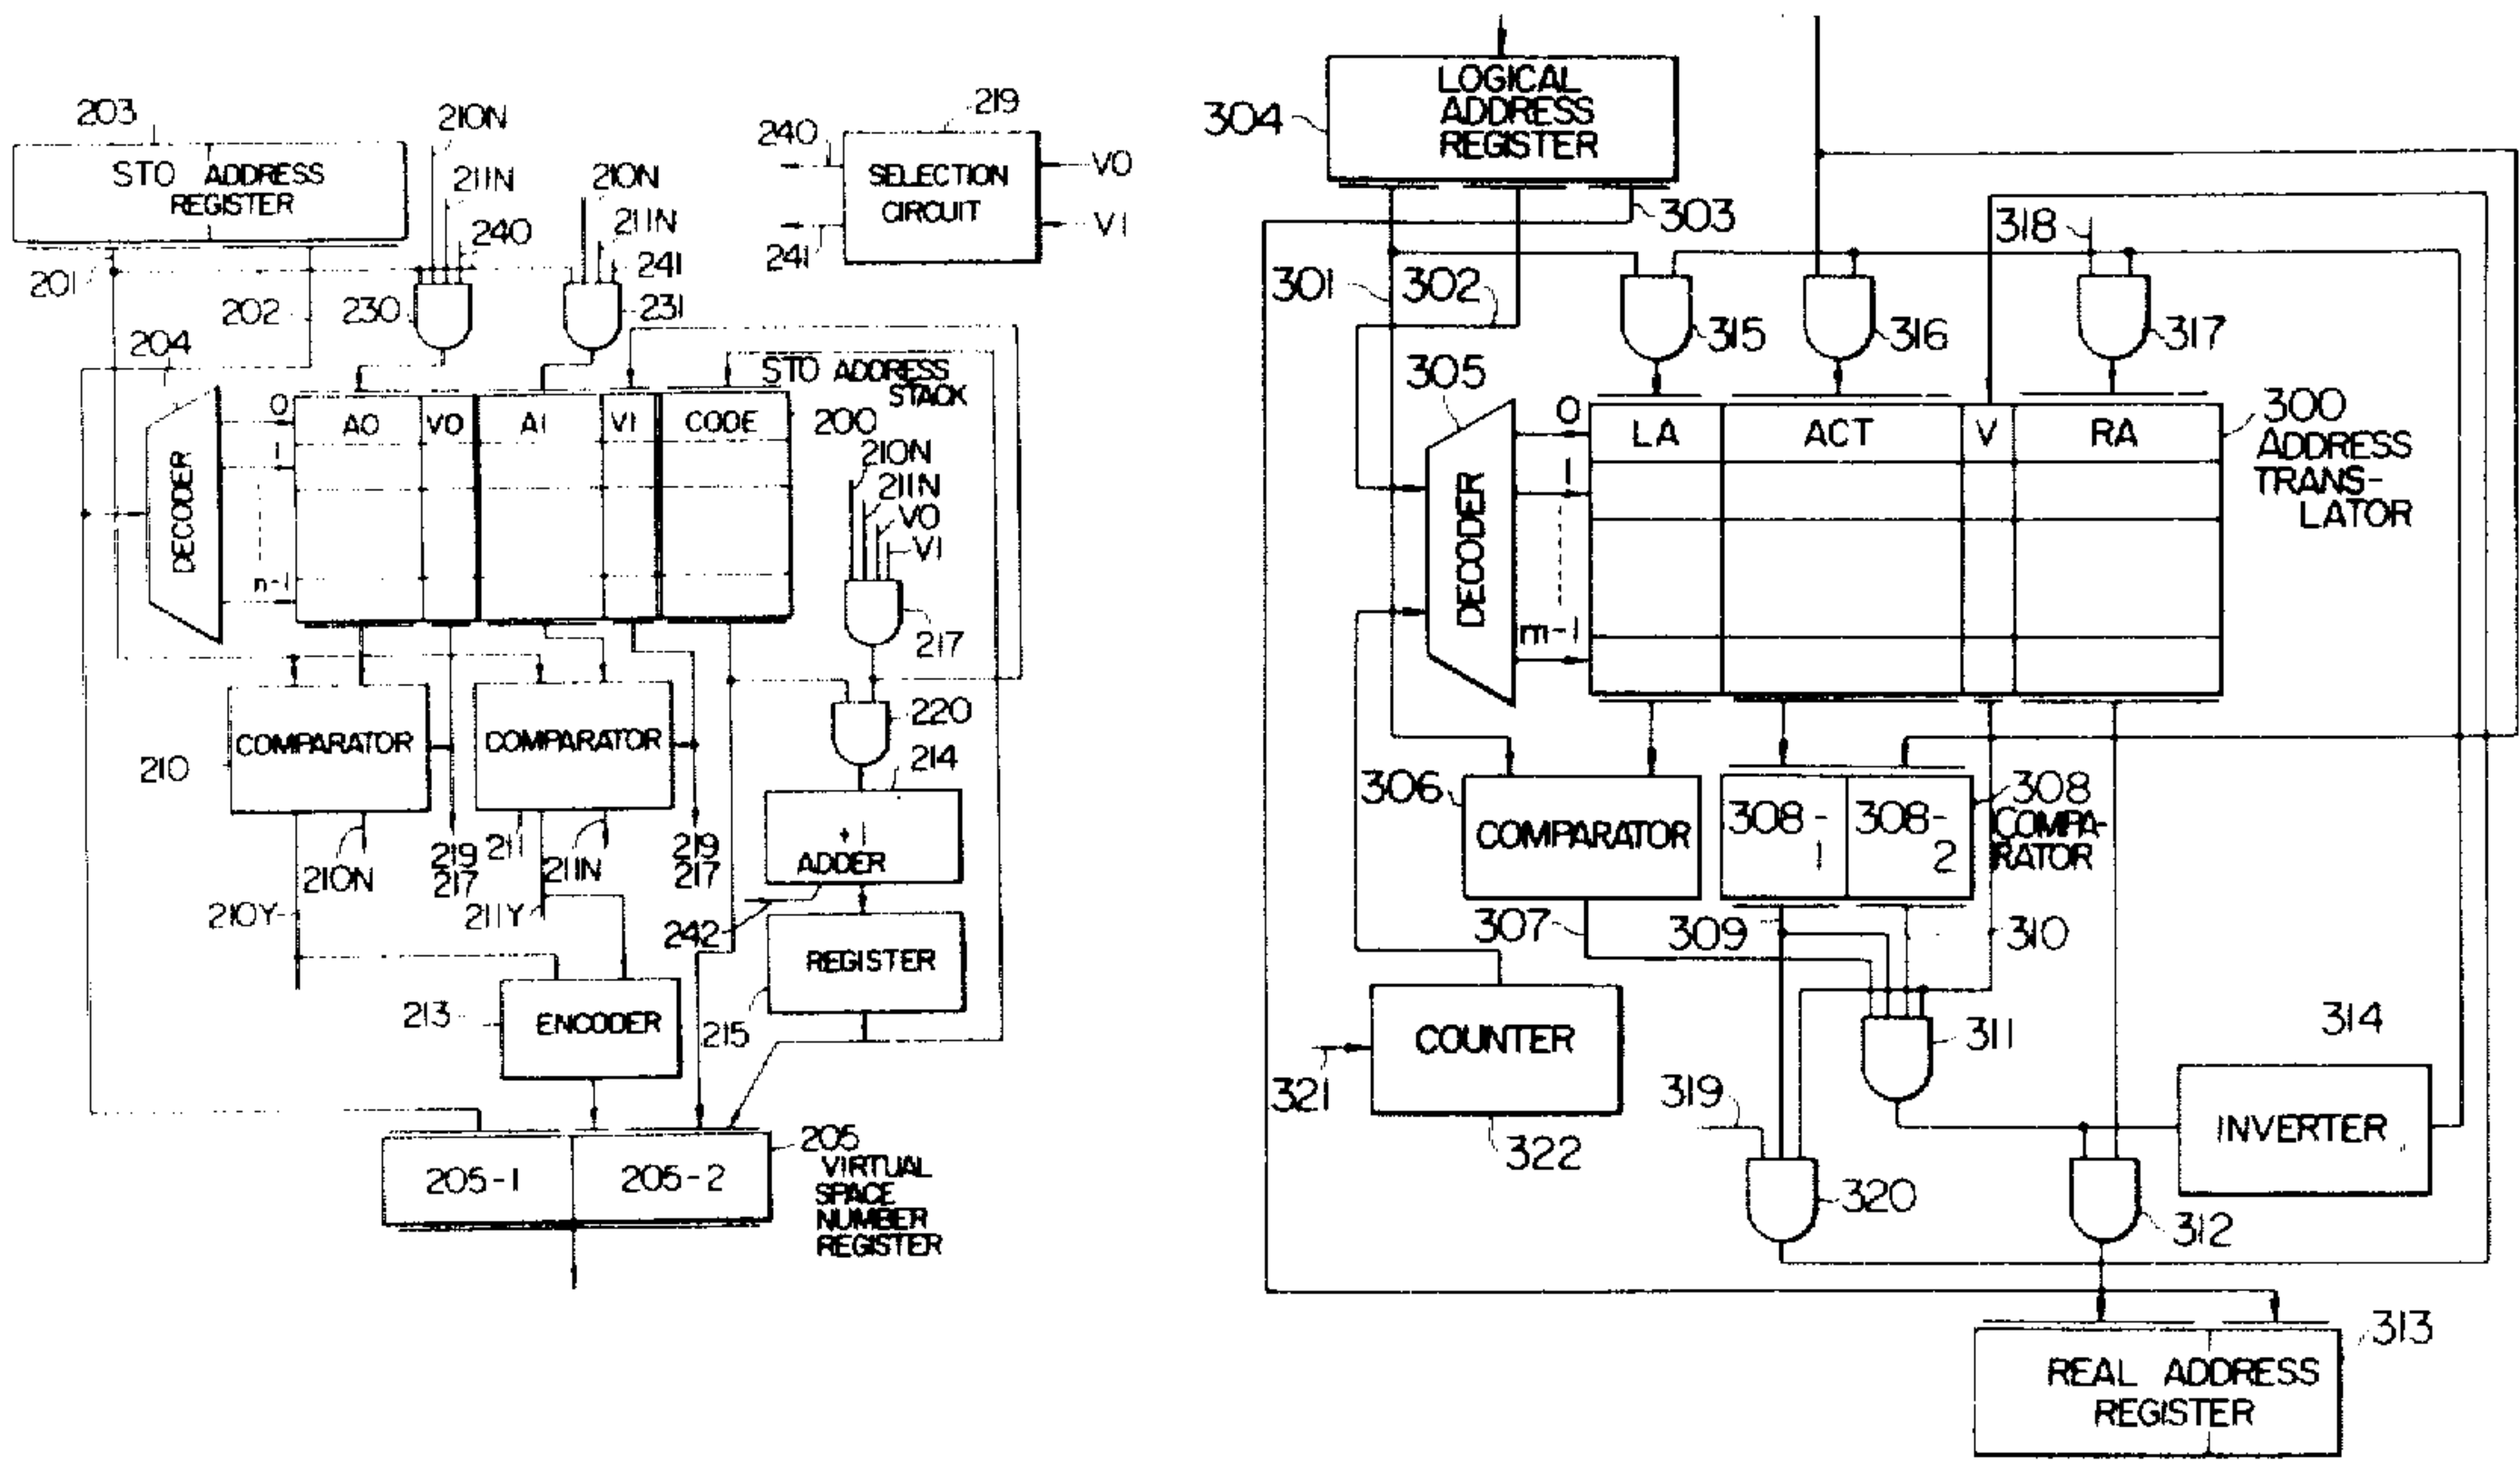 203
STO ADDRESS
REGISTER
201
202
204
DECODER
210N
211N
240
230
210N
211N
241
231
240
241
219
SELECTION
CIRCUIT
V0
V1
STO ADDRESS
STACK
200
0
1
n-1
A0
V0
A1
V1
CODE
210N
211N
V0
V1
217
220
214
+1
ADDER
242
REGISTER
215
COMPARATOR
210
210N
210Y
219
217
COMPARATOR
211
211N
211Y
219
217
213
ENCODER
205-1
205-2
205
VIRTUAL
SPACE
NUMBER
REGISTER
304
LOGICAL
ADDRESS
REGISTER
303
301
302
318
315
316
317
305
DECODER
0
1
m-1
LA
ACT
V
RA
300
ADDRESS
TRANS-
LATOR
306
COMPARATOR
308-
1
308-
2
308
COMPA-
RATOR
307
309
310
COUNTER
321
322
311
314
INVERTER
319
320
312
313
REAL ADDRESS
REGISTER